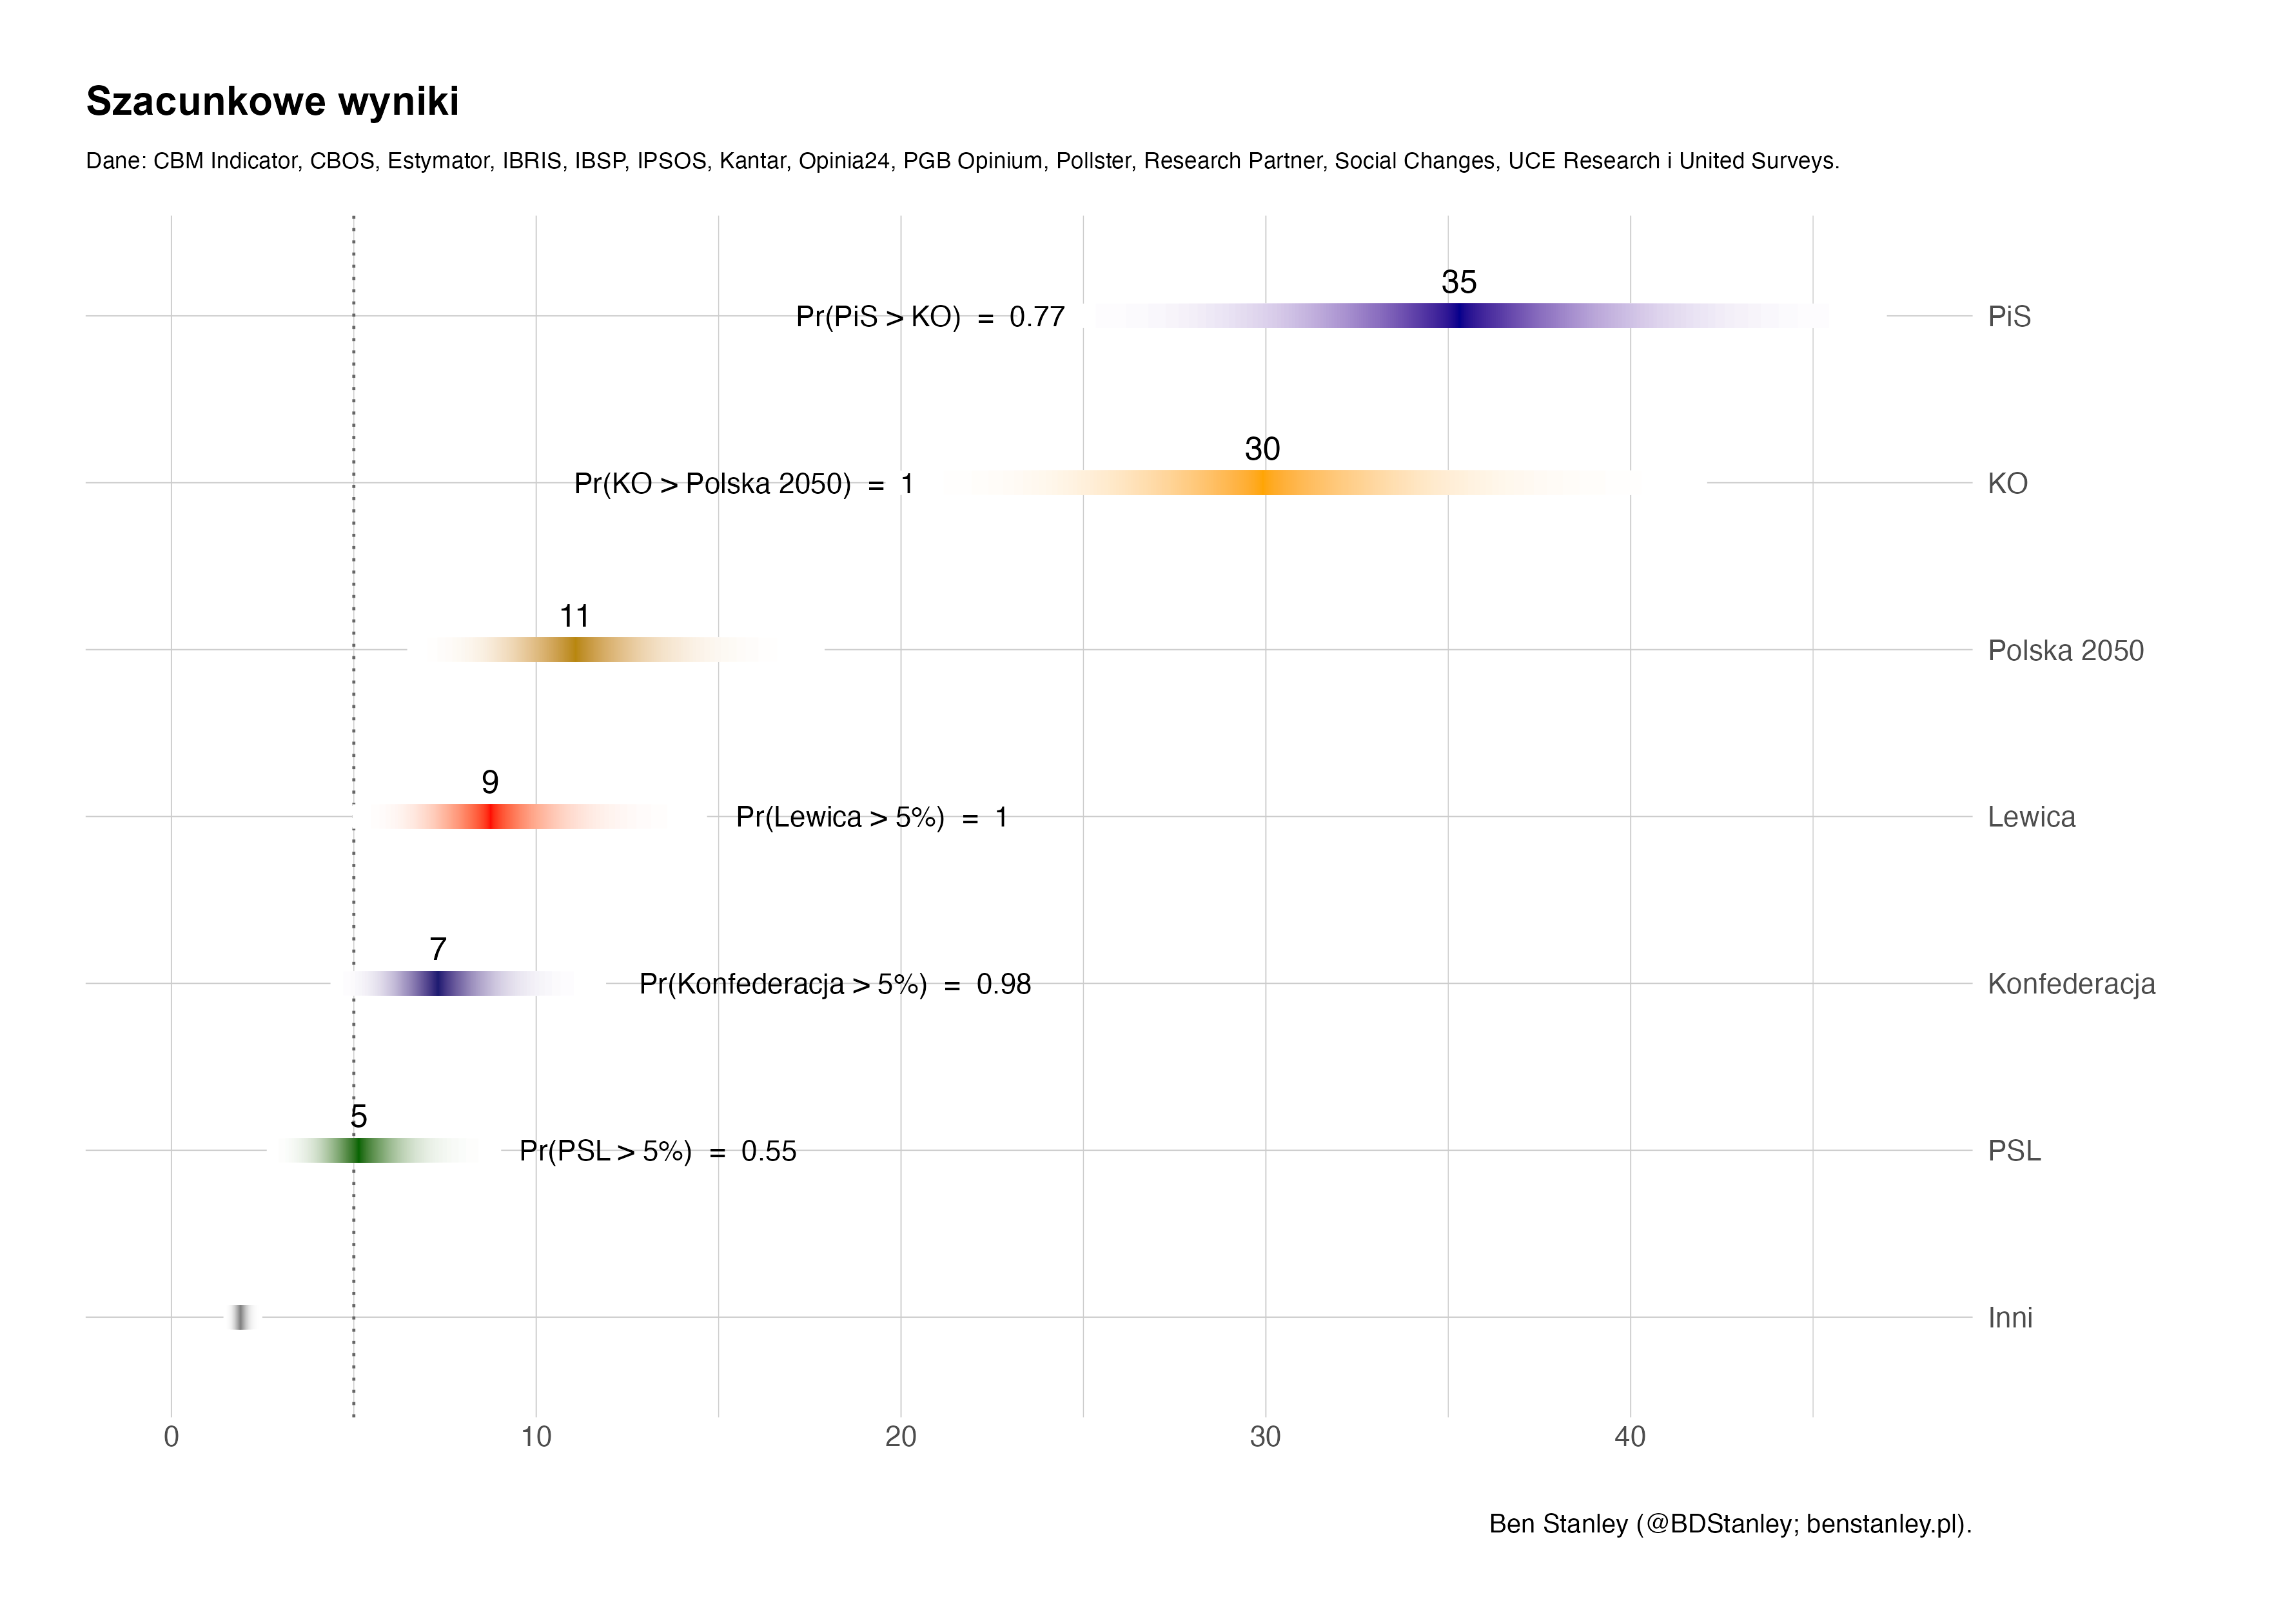 Szacunkowe wyniki
Dane: CBM Indicator, CBOS, Estymator, IBRIS, IBSP, IPSOS, Kantar, Opinia24, PGB Opinium, Pollster, Research Partner, Social Changes, UCE Research i United Surveys.
35
Pr(PiS > KO) = 0.77
PiS
30
Pr(KO > Polska 2050) = 1
KO
11
Polska 2050
9
Pr(Lewica > 5%) = 1
Lewica
7
Pr(Konfederacja > 5%) = 0.98
Konfederacja
5
Pr(PSL > 5%) = 0.55
PSL
Inni
0 10 20 30 40
Ben Stanley (@BDStanley; benstanley.pl).